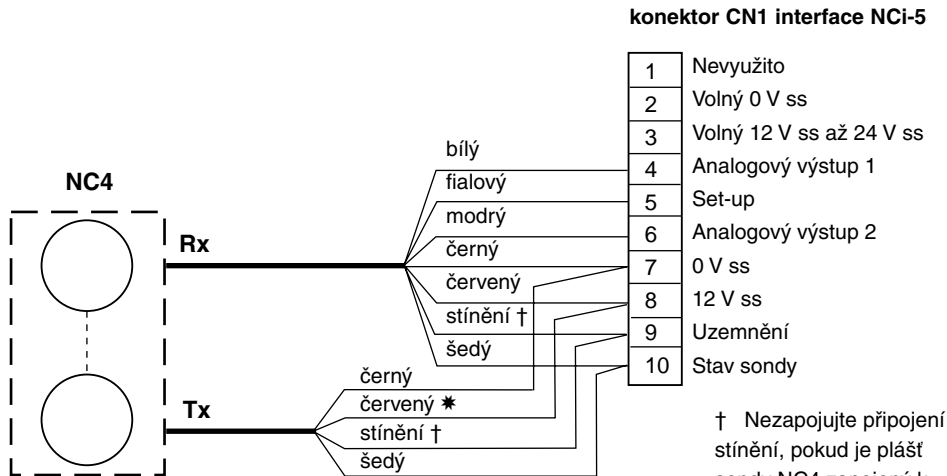 konektor CN1 interface NCi-5
1 Nevyužito
2 Volný 0 V ss
3 Volný 12 V ss až 24 V ss
4 Analogový výstup 1
5 Set-up
6 Analogový výstup 2
7 0 V ss
8 12 V ss
9 Uzemnění
10 Stav sondy
NC4
Rx
bílý
fialový
modrý
černý
červený
stínění †
šedý
Tx
černý
červený ✷
stínění †
šedý
† Nezapojujte připojení
stínění, pokud je plášť
sondy NC4 zapojený